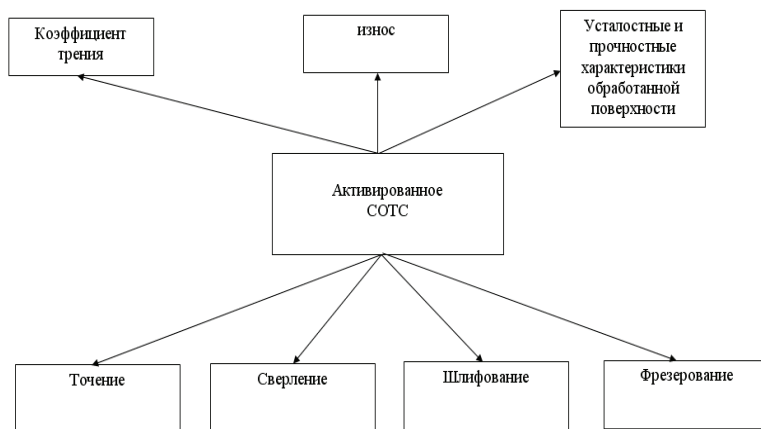 Коэффициент
трения
износ
Усталостные и
прочностные
характеристики
обработанной
поверхности
Активированное
СОТС
Точение
Сверление
Шлифование
Фрезерование